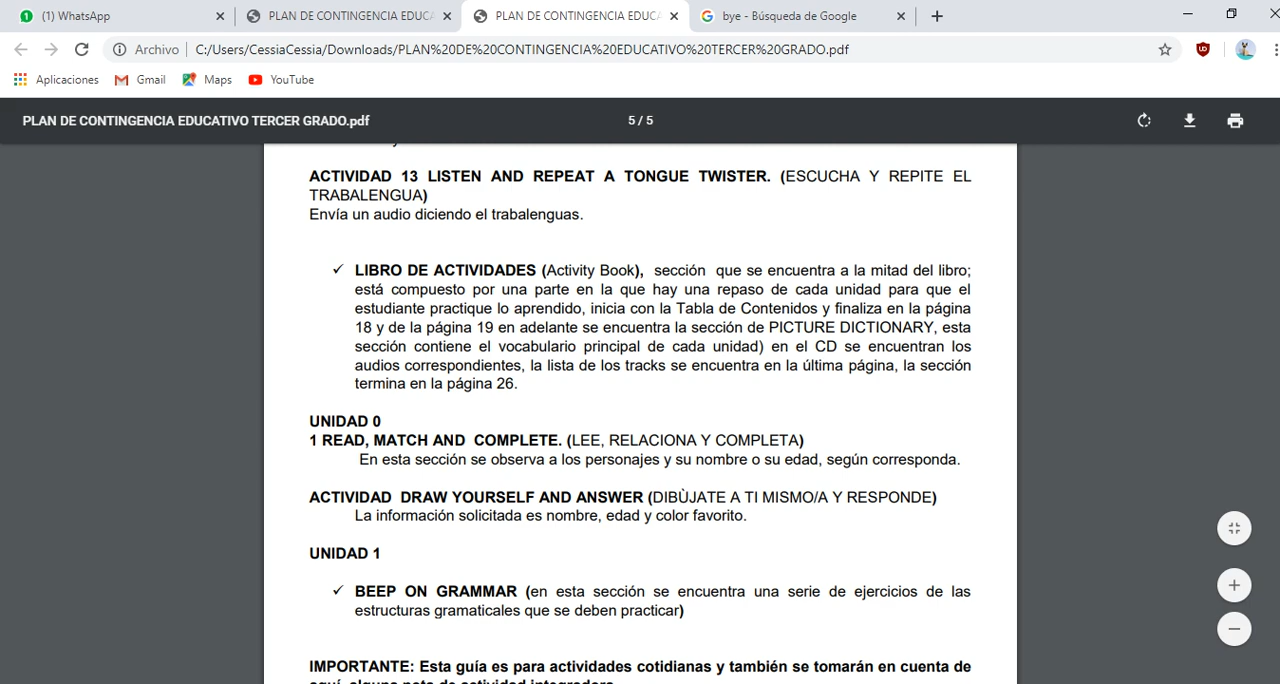 (1) WhatsApp
PLAN DE CONTINGENCIA EDUCA
PLAN DE CONTINGENCIA EDUCA
bye - Búsqueda de Google
Archivo C:/Users/CessiaCessia/Downloads/PLAN%20DE%20CONTINGENCIA%20EDUCATIVO%20TERCER%20GRADO.pdf
Aplicaciones Gmail Maps YouTube
PLAN DE CONTINGENCIA EDUCATIVO TERCER GRADO.pdf 5 / 5
ACTIVIDAD 13 LISTEN AND REPEAT A TONGUE TWISTER. (ESCUCHA Y REPITE EL
TRABALENGUA)
Envía un audio diciendo el trabalenguas.
✓ LIBRO DE ACTIVIDADES (Activity Book), sección que se encuentra a la mitad del libro;
está compuesto por una parte en la que hay una repaso de cada unidad para que el
estudiante practique lo aprendido, inicia con la Tabla de Contenidos y finaliza en la página
18 y de la página 19 en adelante se encuentra la sección de PICTURE DICTIONARY, esta
sección contiene el vocabulario principal de cada unidad) en el CD se encuentran los
audios correspondientes, la lista de los tracks se encuentra en la última página, la sección
termina en la página 26.
UNIDAD 0
1 READ, MATCH AND COMPLETE. (LEE, RELACIONA Y COMPLETA)
En esta sección se observa a los personajes y su nombre o su edad, según corresponda.
ACTIVIDAD DRAW YOURSELF AND ANSWER (DIBÙJATE A TI MISMO/A Y RESPONDE)
La información solicitada es nombre, edad y color favorito.
UNIDAD 1
✓ BEEP ON GRAMMAR (en esta sección se encuentra una serie de ejercicios de las
estructuras gramaticales que se deben practicar)
IMPORTANTE: Esta guía es para actividades cotidianas y también se tomarán en cuenta de
aquí, alguna nota de actividad integradora